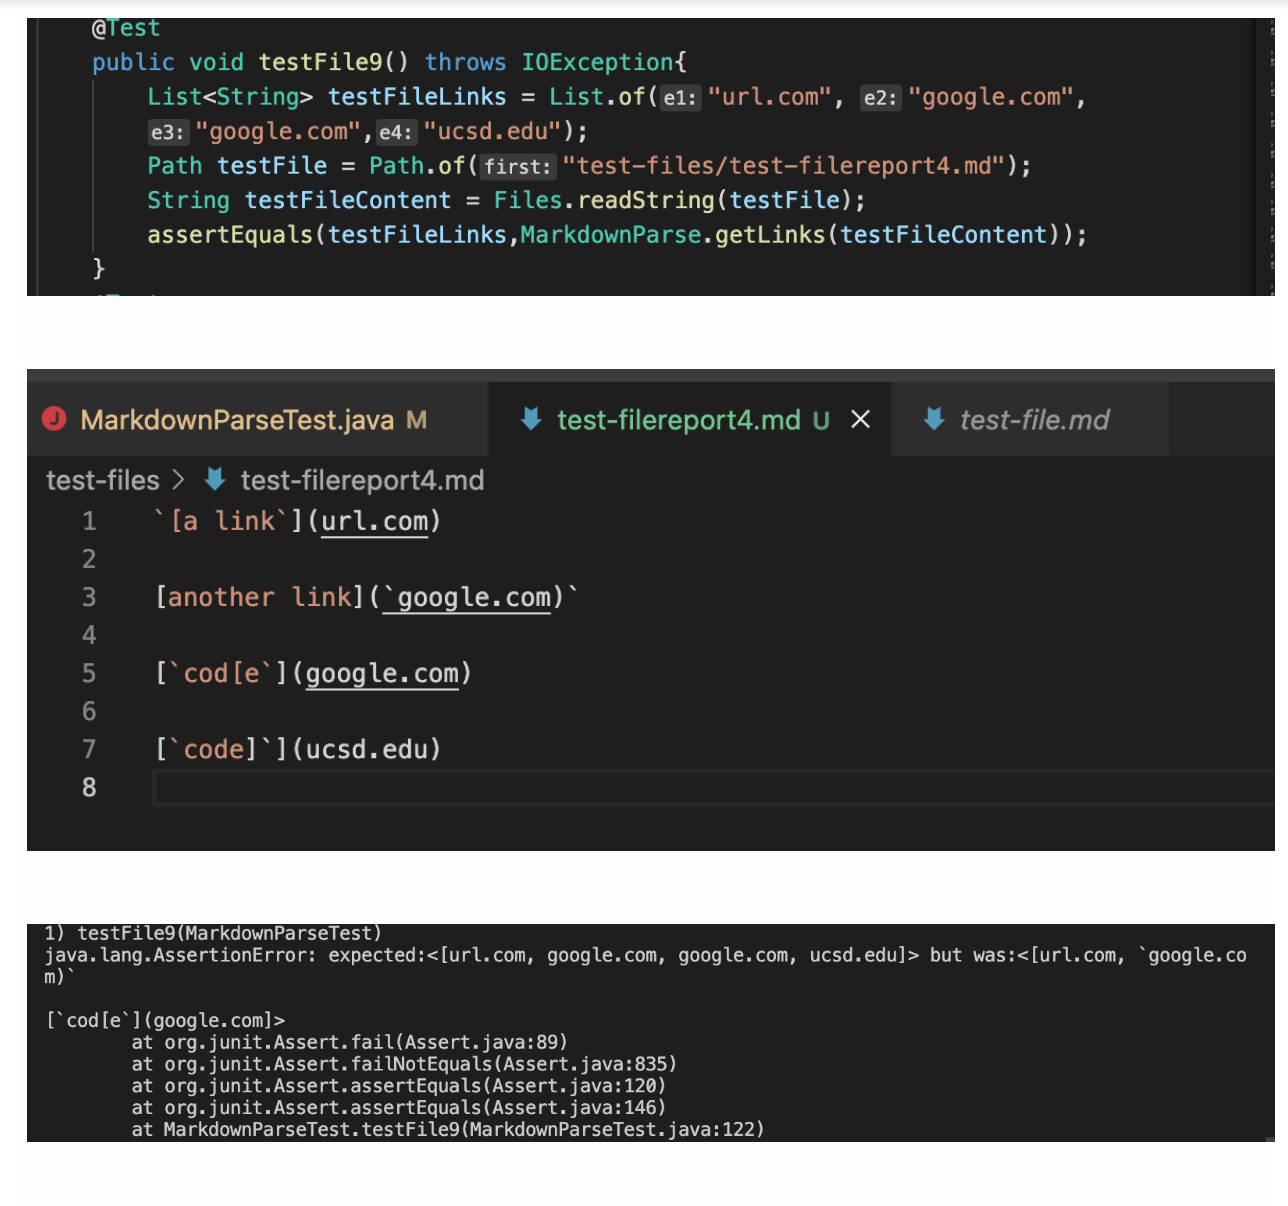 @Test
public void testFile9() throws IOException{
List<String> testFileLinks = List.of(e1: "url.com", e2: "google.com",
e3: "google.com",e4: "ucsd.edu");
Path testFile = Path.of(first: "test-files/test-filereport4.md");
String testFileContent = Files.readString(testFile);
assertEquals(testFileLinks,MarkdownParse.getLinks(testFileContent));
}
J MarkdownParseTest.java M test-filereport4.md U × test-file.md
test-files > test-filereport4.md
1 `[a link`](url.com)
2
3 [another link](`google.com)`
4
5 [`cod[e`](google.com)
6
7 [`code]`](ucsd.edu)
8
1) testFile9(MarkdownParseTest)
java.lang.AssertionError: expected:<[url.com, google.com, google.com, ucsd.edu]> but was:<[url.com, `google.co
m)`
[`cod[e`](google.com]>
at org.junit.Assert.fail(Assert.java:89)
at org.junit.Assert.failNotEquals(Assert.java:835)
at org.junit.Assert.assertEquals(Assert.java:120)
at org.junit.Assert.assertEquals(Assert.java:146)
at MarkdownParseTest.testFile9(MarkdownParseTest.java:122)